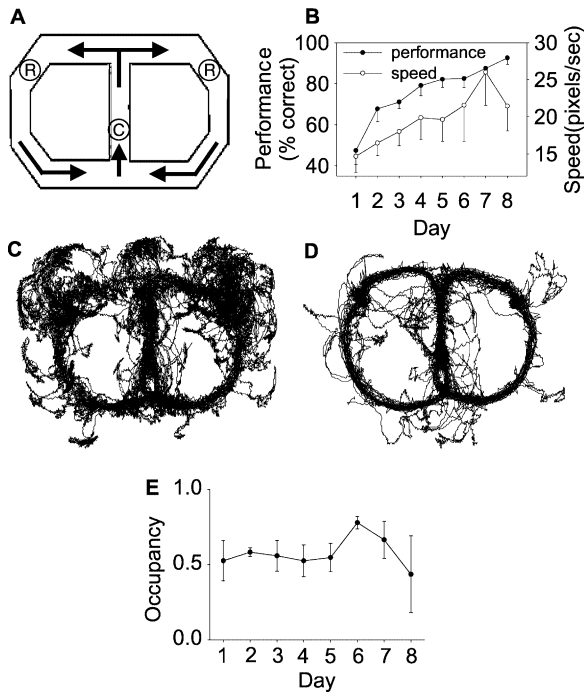 A
R
R
C
B
Performance
(% correct)
100
80
60
40
performance
speed
30
25
20
15
Speed(pixels/sec)
1 2 3 4 5 6 7 8
Day
C
D
E
Occupancy
1.0
0.5
0.0
1 2 3 4 5 6 7 8
Day